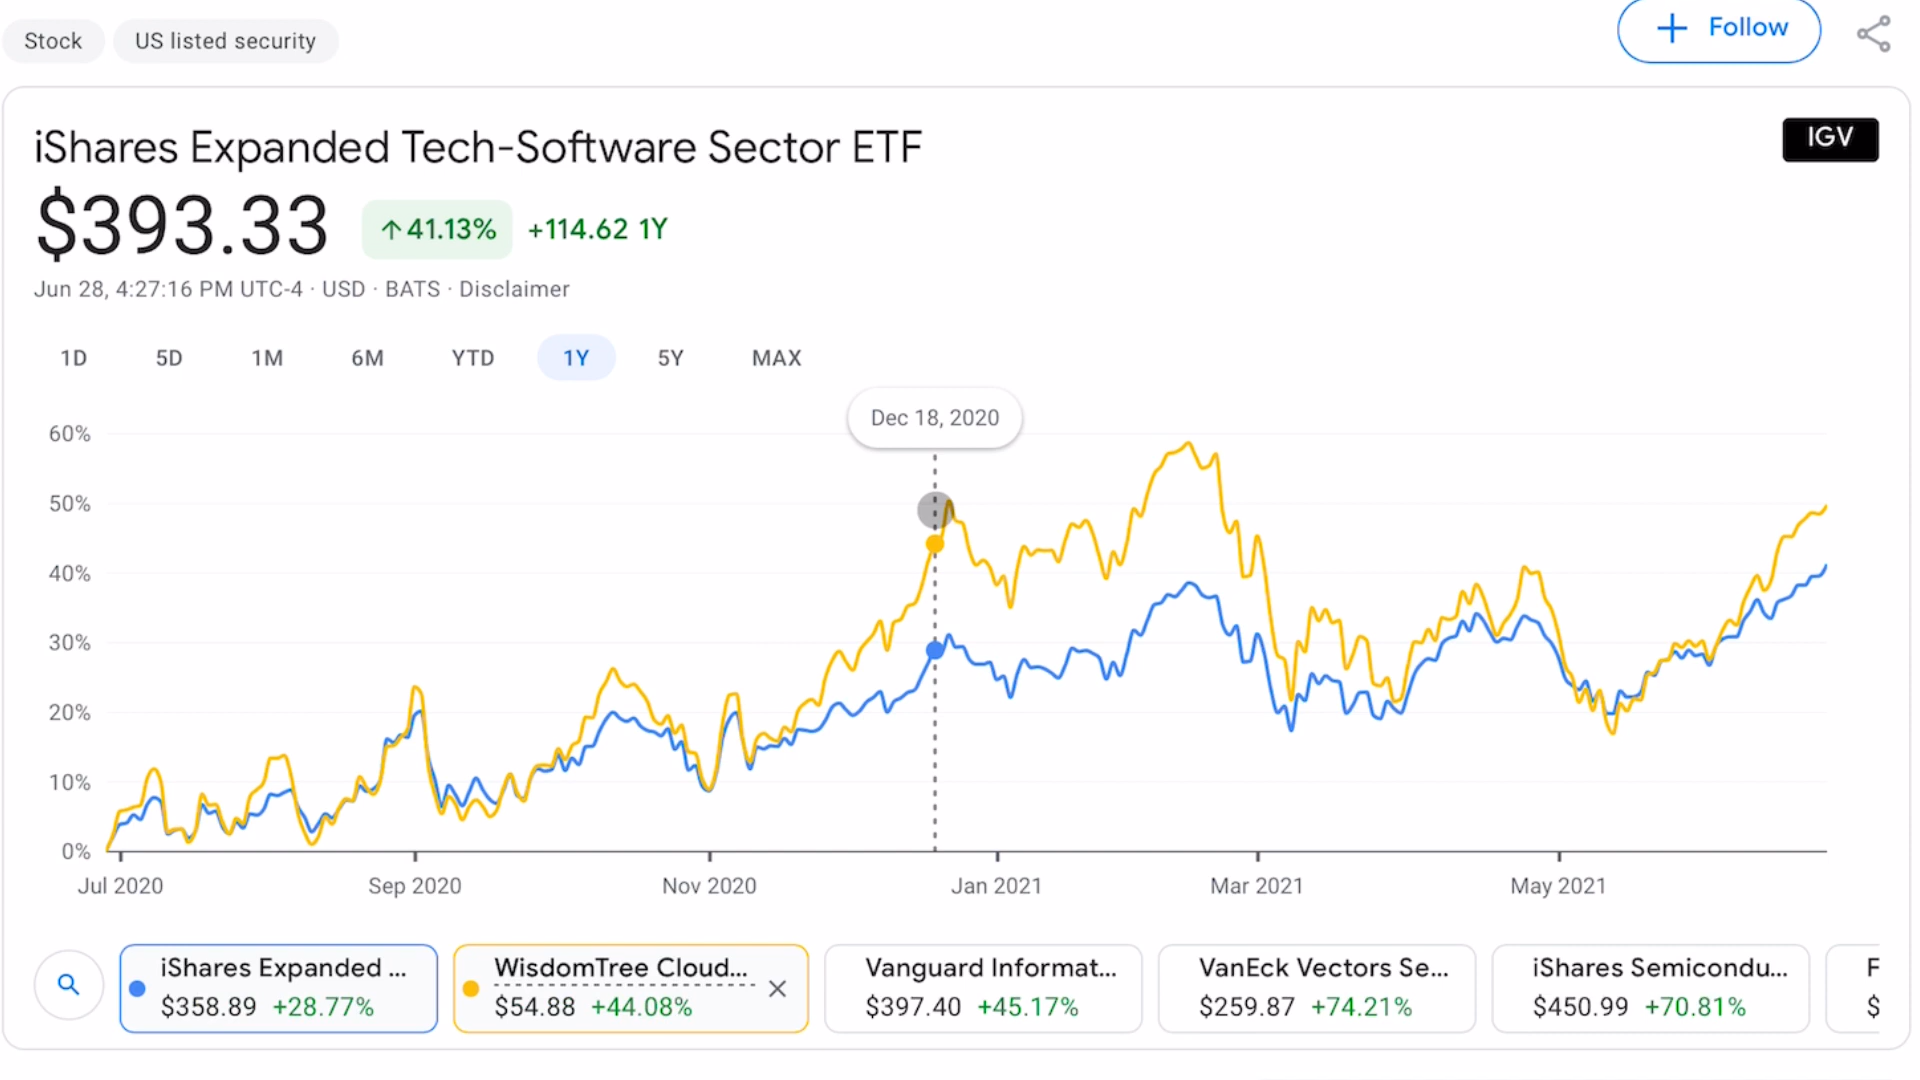 Stock
US listed security
Follow
iShares Expanded Tech-Software Sector ETF
IGV
$393.33
↑41.13%
+114.62 1Y
Jun 28, 4:27:16 PM UTC-4 · USD · BATS · Disclaimer
1D
5D
1M
6M
YTD
1Y
5Y
MAX
Dec 18, 2020
60%
50%
40%
30%
20%
10%
0%
Jul 2020
Sep 2020
Nov 2020
Jan 2021
Mar 2021
May 2021
iShares Expanded ...
$358.89 +28.77%
WisdomTree Cloud...
$54.88 +44.08%
Vanguard Informat...
$397.40 +45.17%
VanEck Vectors Se...
$259.87 +74.21%
iShares Semicondu...
$450.99 +70.81%
F
$